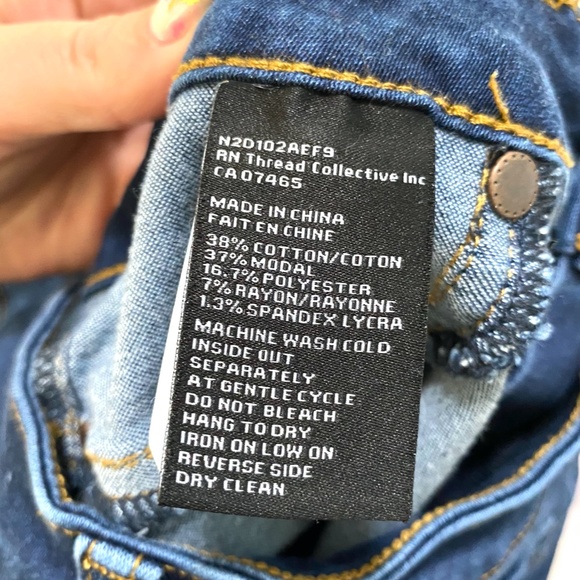 N2D102AEF9
RN Thread Collective Inc
CA 07465
MADE IN CHINA
FAIT EN CHINE
38% COTTON/COTON
37% MODAL
16.7% POLYESTER
7% RAYON/RAYONNE
1.3% SPANDEX LYCRA
MACHINE WASH COLD
INSIDE OUT
SEPARATELY
AT GENTLE CYCLE
DO NOT BLEACH
HANG TO DRY
IRON ON LOW ON
REVERSE SIDE
DRY CLEAN